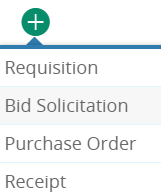 Requisition
Bid Solicitation
Purchase Order
Receipt